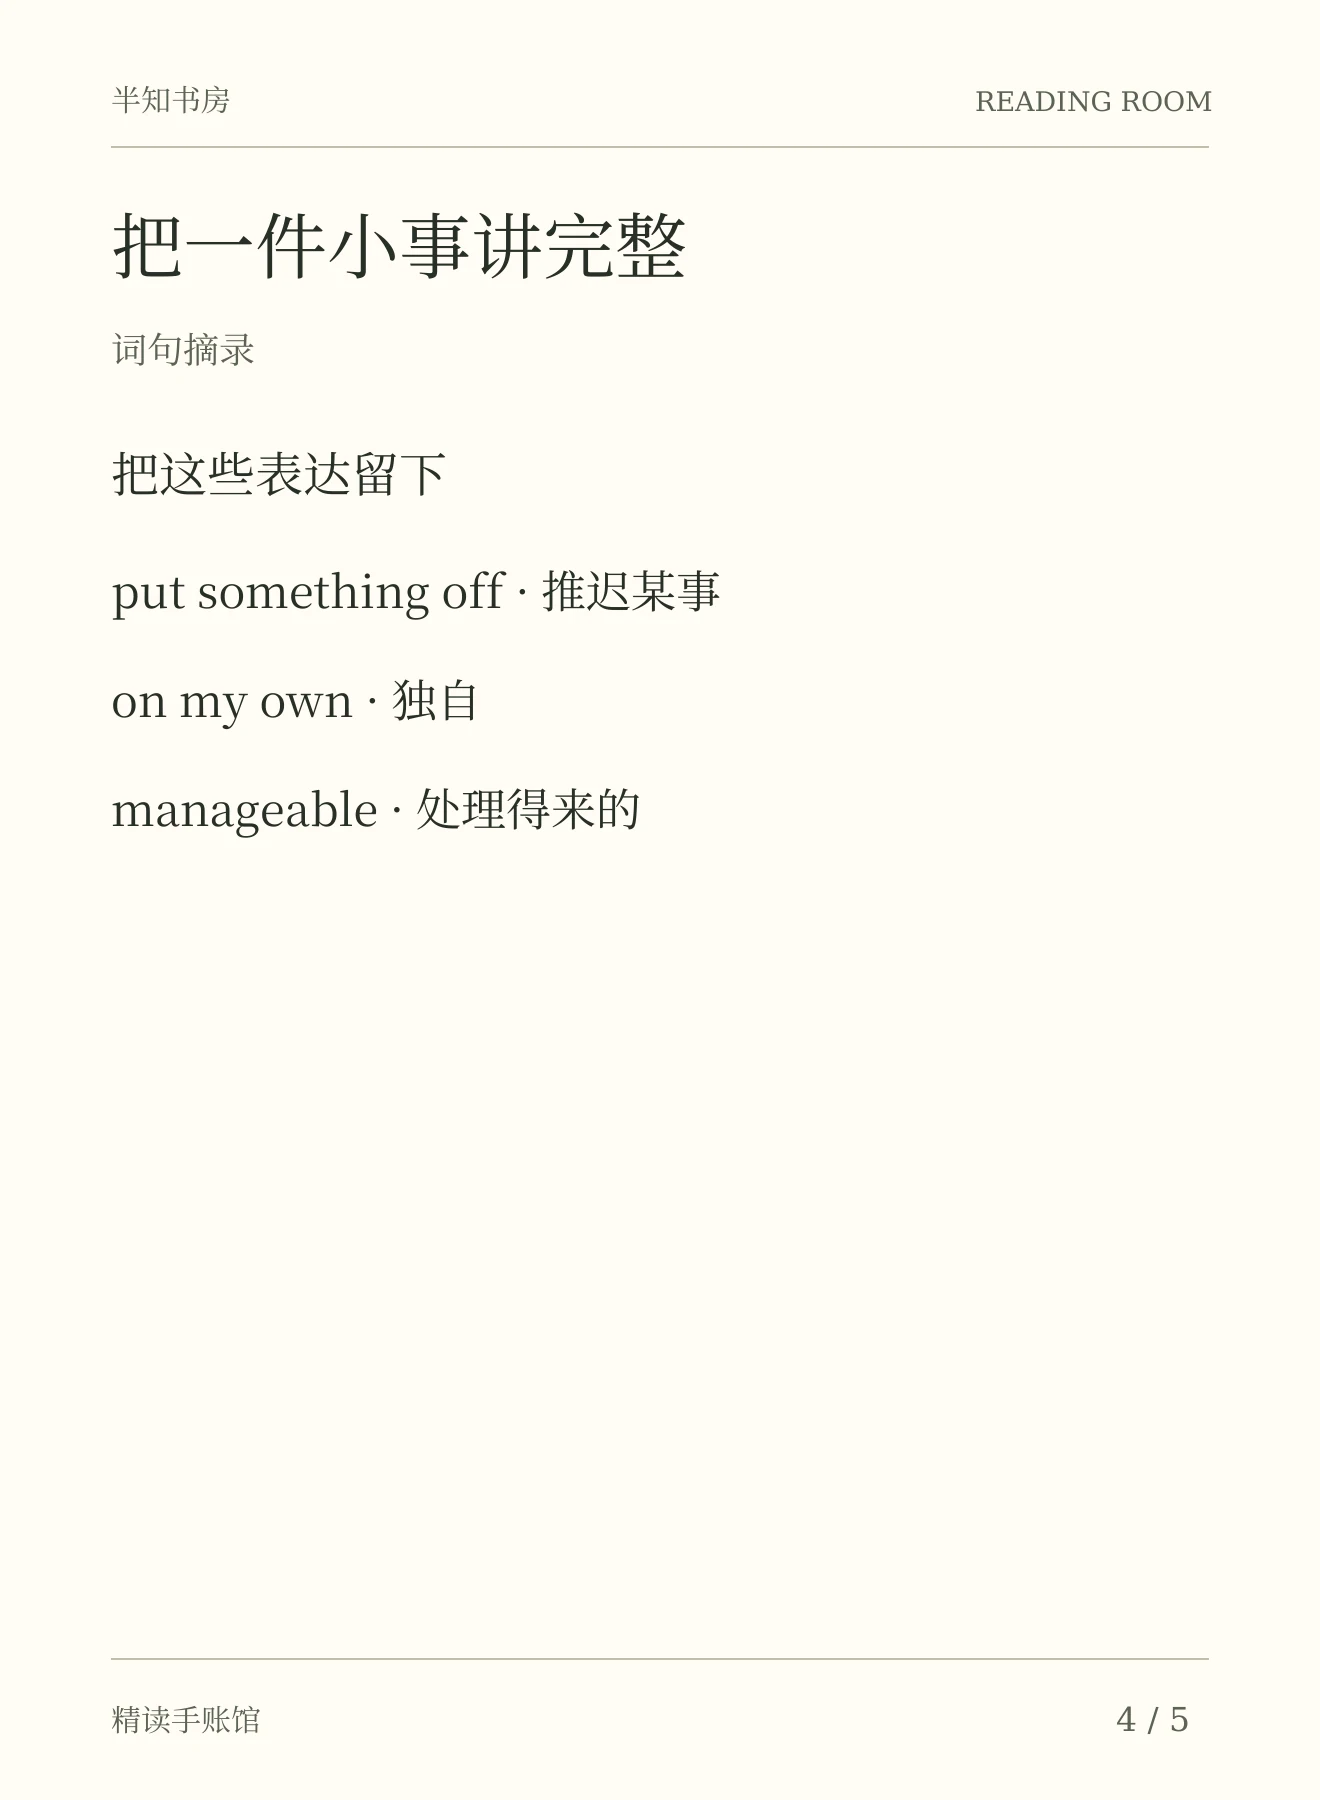 半知书房
READING ROOM
把一件小事讲完整
词句摘录
把这些表达留下
put something off · 推迟某事
on my own · 独自
manageable · 处理得来的
精读手账馆
4 / 5